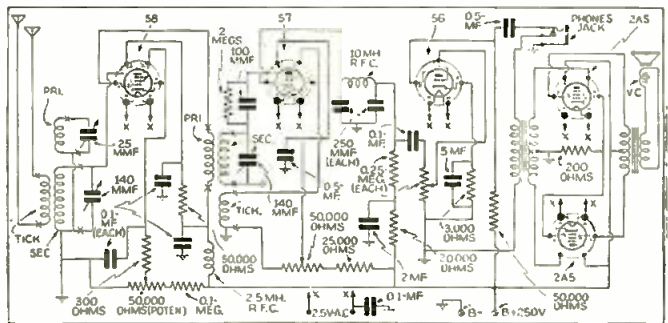 58
57
56
0.5-
MF.
PHONES
JACK
2A5
2
MEGS.
100
MMF
10 MH.
R.F.C.
V.C.
PRI.
25
MMF
PRI
SEC
250
MMF
(EACH)
0.1-
MF.
0.25
MEG.
(EACH)
5 MF.
200
OHMS
140
MMF
0.1-
MF
(EACH)
0.5-
MF.
TICK.
140
MMF
50,000
OHMS
25,000
OHMS
3,000
OHMS
20,000
OHMS
TICK
SEC
50,000
OHMS
2 MF.
2A5
300
OHMS
50,000
OHMS (POTEN)
0.1-
MEG.
2.5 MH.
R.F.C.
X
X
2.5 V.A.C.
0.1-MF.
B-
B+250V
50,000
OHMS